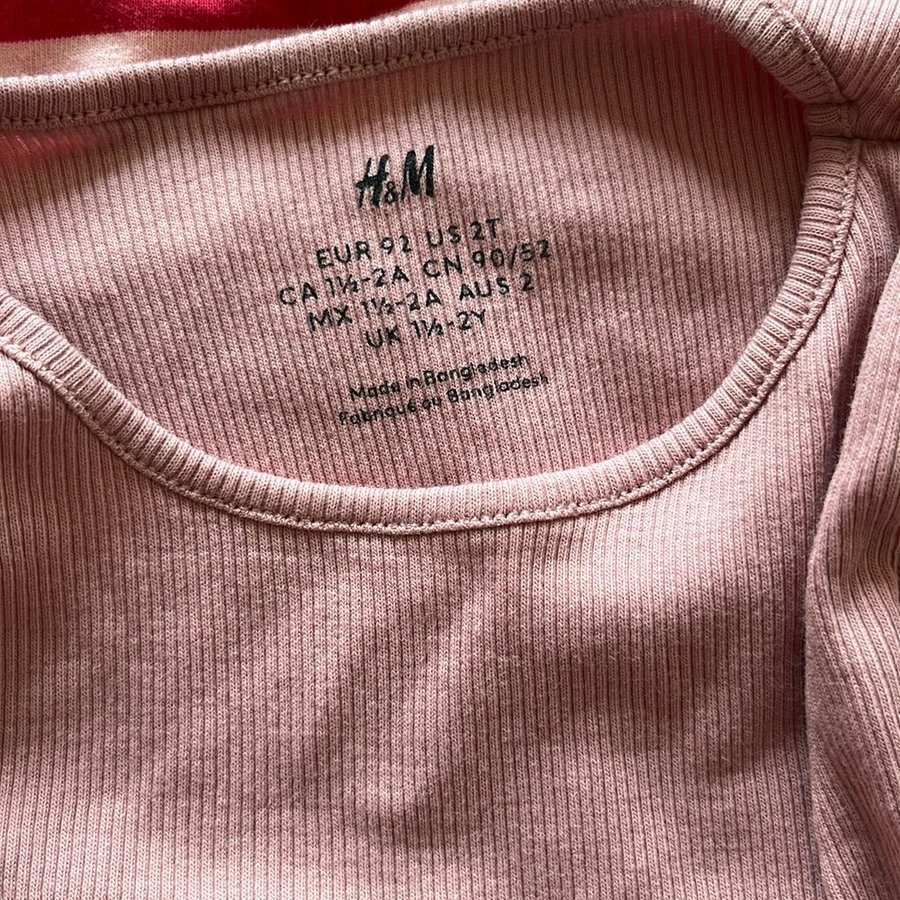 H&M
EUR 92 US 2T
CA 1½-2A CN 90/52
MX 1½-2A AUS 2
UK 1½-2Y
Made in Bangladesh
Fabriqué au Bangladesh